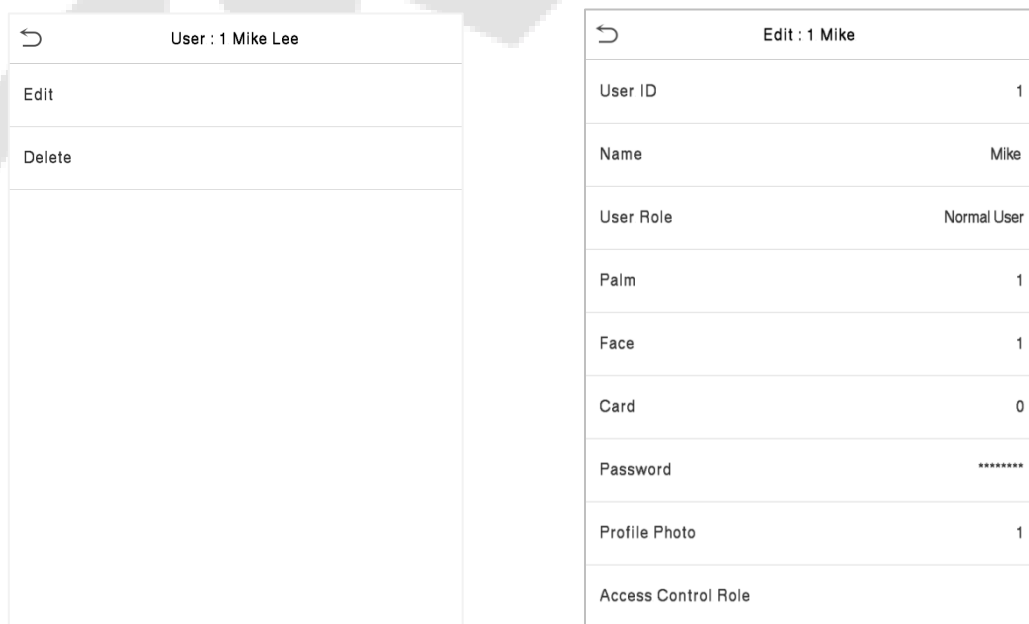 User : 1 Mike Lee
Edit
Delete
Edit : 1 Mike
User ID 1
Name Mike
User Role Normal User
Palm 1
Face 1
Card 0
Password ********
Profile Photo 1
Access Control Role